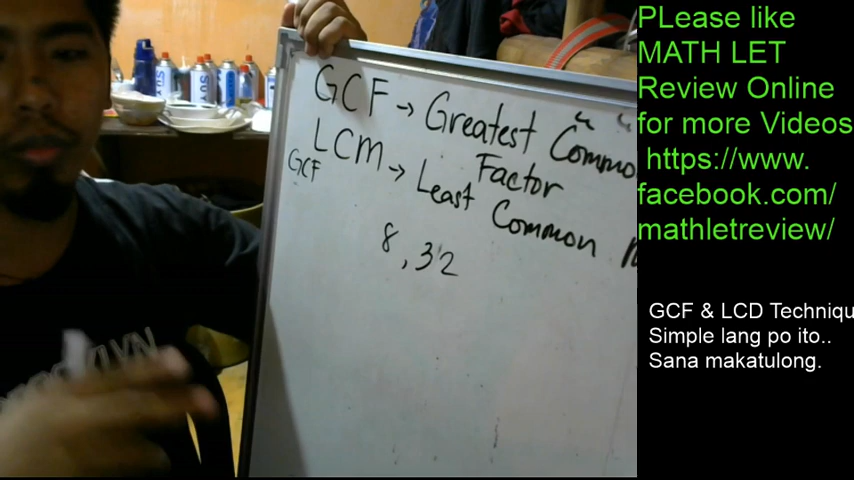 GCF → Greatest Common
Factor
LCM → Least Common
GCF
8, 32
PLease like
MATH LET
Review Online
for more Videos
https://www.
facebook.com/
mathletreview/
GCF & LCD Techniqu
Simple lang po ito..
Sana makatulong.